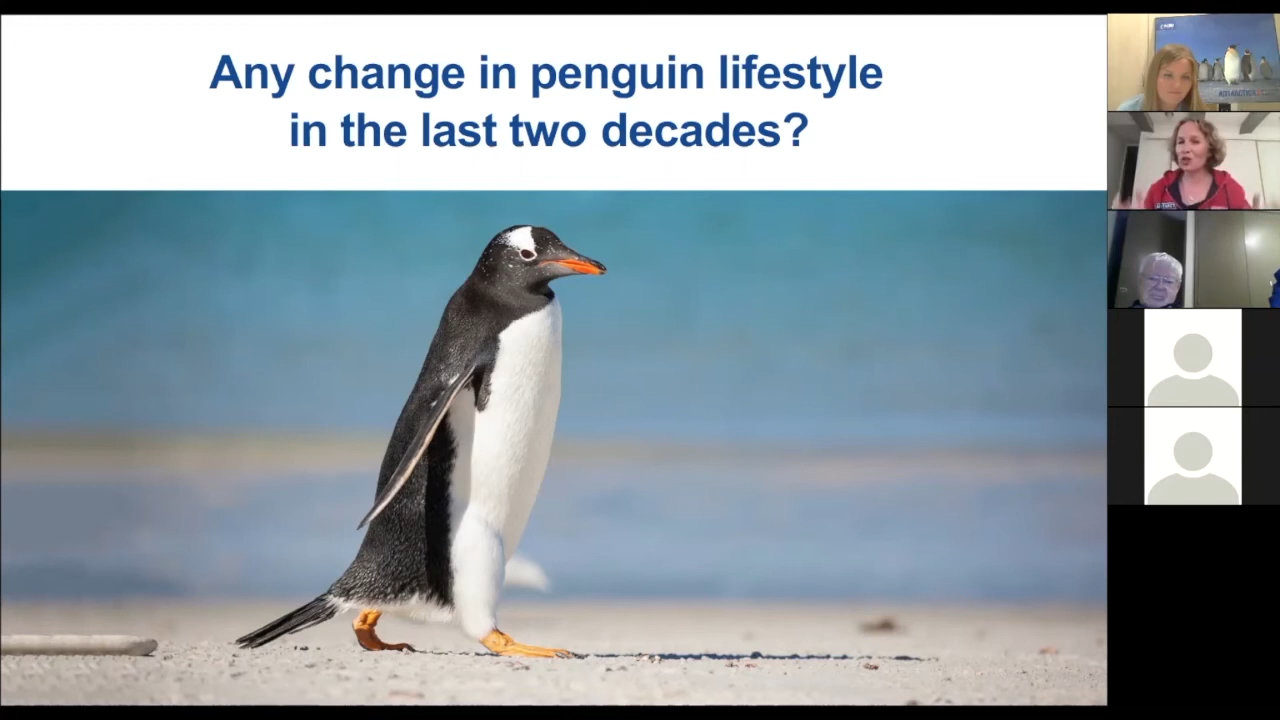 Any change in penguin lifestyle
in the last two decades?